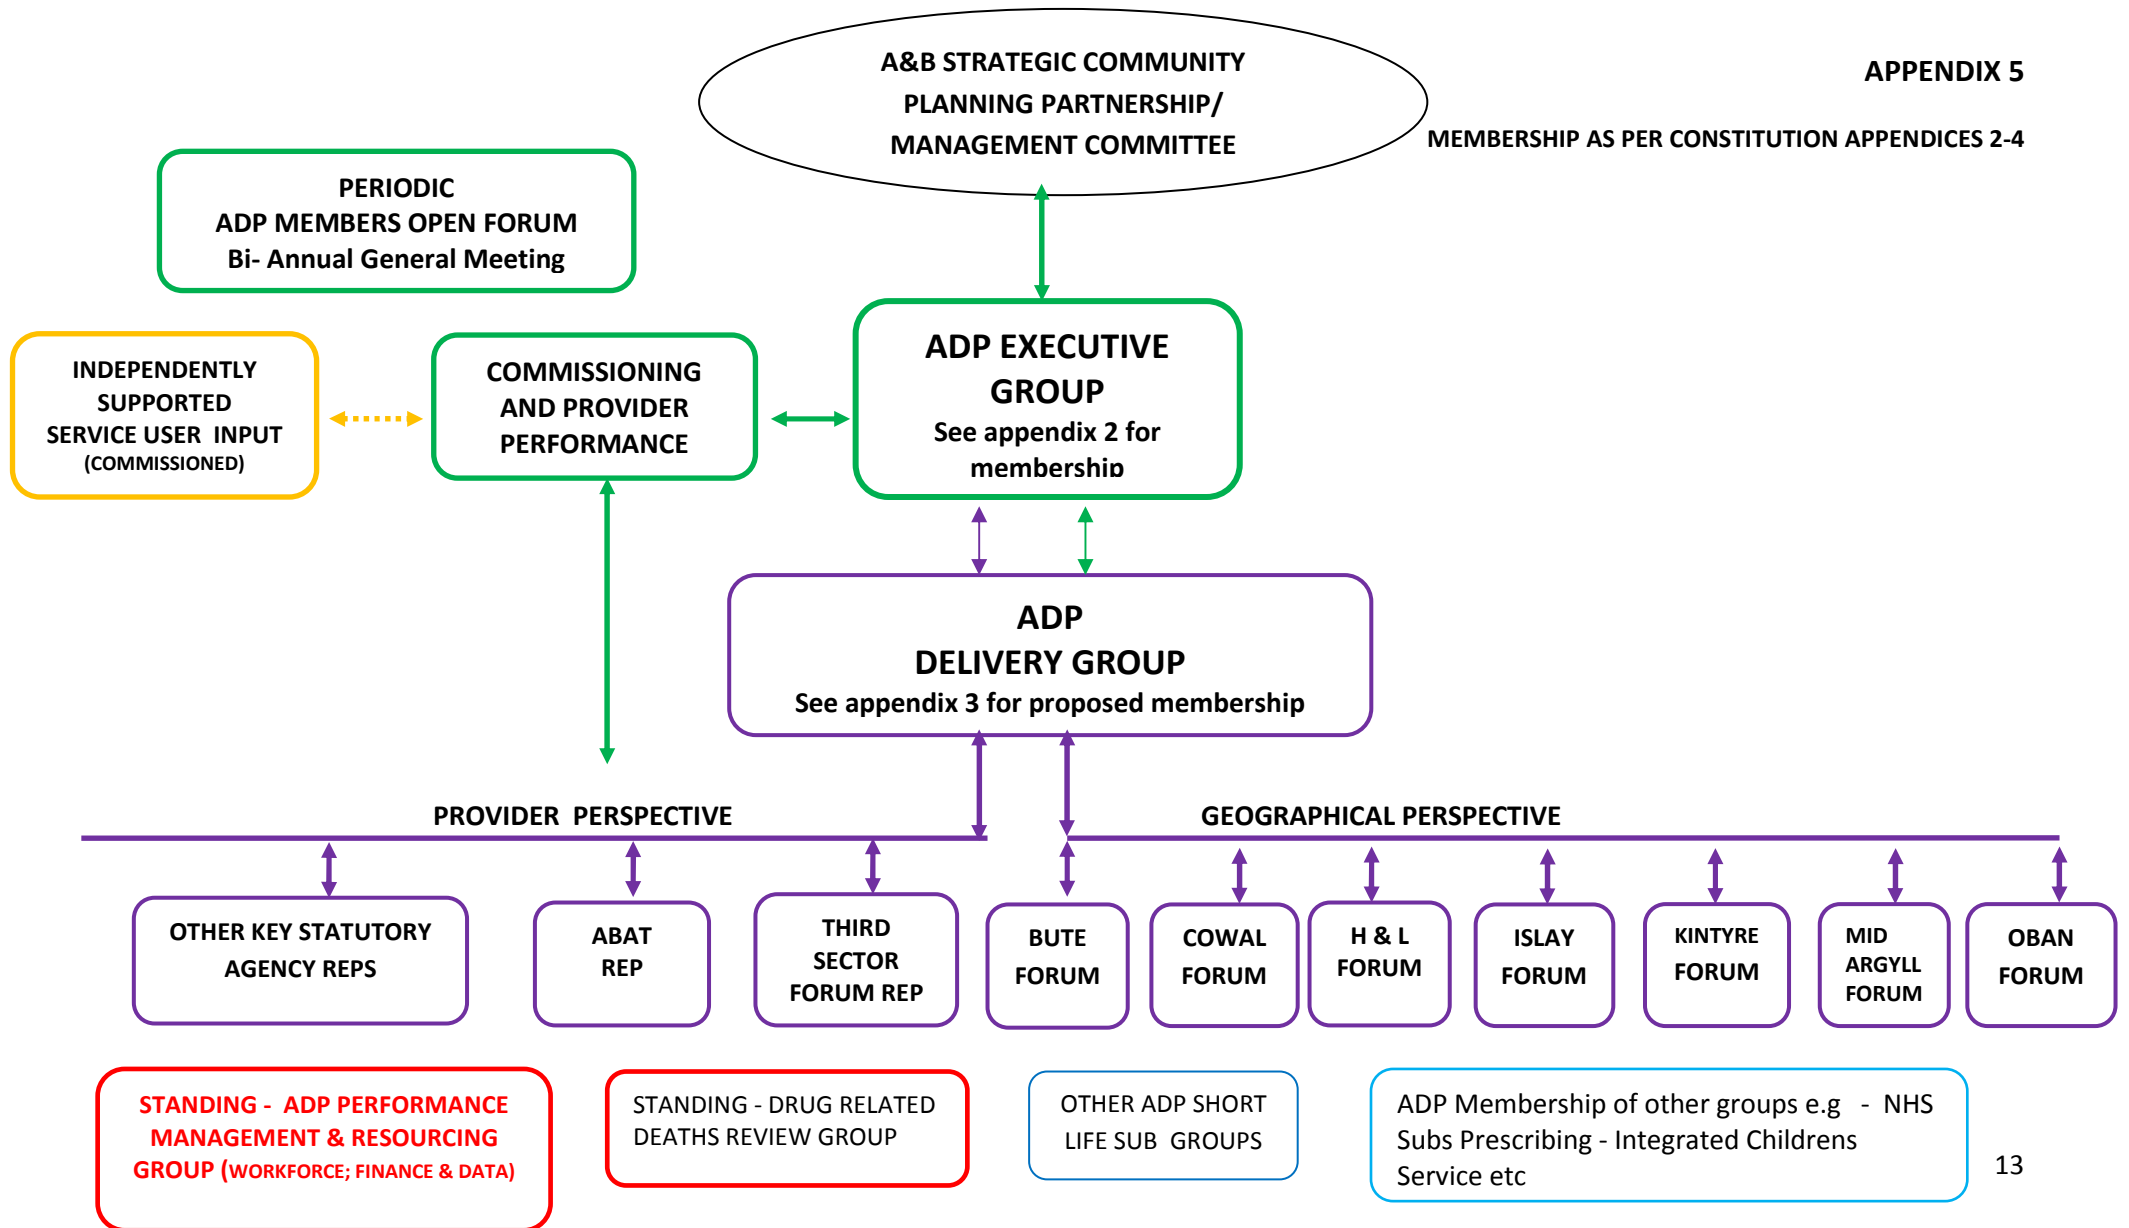 A&B STRATEGIC COMMUNITY
PLANNING PARTNERSHIP/
MANAGEMENT COMMITTEE
APPENDIX 5
MEMBERSHIP AS PER CONSTITUTION APPENDICES 2-4
PERIODIC
ADP MEMBERS OPEN FORUM
Bi- Annual General Meeting
INDEPENDENTLY
SUPPORTED
SERVICE USER  INPUT
(COMMISSIONED)
COMMISSIONING
AND PROVIDER
PERFORMANCE
ADP EXECUTIVE
GROUP
See appendix 2 for
membership
ADP
DELIVERY GROUP
See appendix 3 for proposed membership
PROVIDER  PERSPECTIVE
GEOGRAPHICAL PERSPECTIVE
OTHER KEY STATUTORY
AGENCY REPS
ABAT
REP
THIRD
SECTOR
FORUM REP
BUTE
FORUM
COWAL
FORUM
H & L
FORUM
ISLAY
FORUM
KINTYRE
FORUM
MID
ARGYLL
FORUM
OBAN
FORUM
STANDING -  ADP PERFORMANCE
MANAGEMENT & RESOURCING
GROUP (WORKFORCE; FINANCE & DATA)
STANDING - DRUG RELATED
DEATHS REVIEW GROUP
OTHER ADP SHORT
LIFE SUB  GROUPS
ADP Membership of other groups e.g   -  NHS
Subs Prescribing - Integrated Childrens
Service etc
13